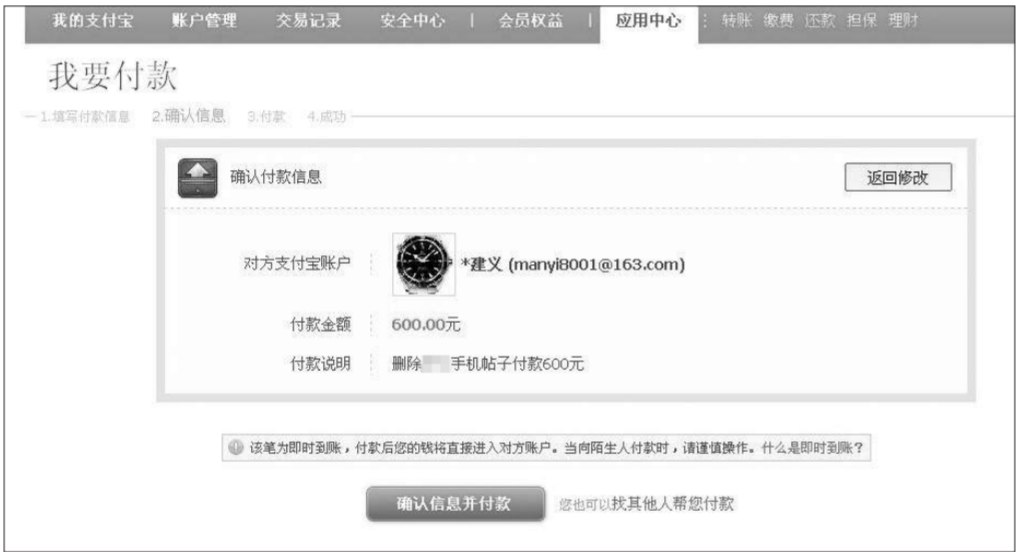 我的支付宝 账户管理 交易记录 安全中心 | 会员权益 | 应用中心 转账 缴费 还款 担保 理财
我要付款
1.填写付款信息 2.确认信息 3.付款 4.成功
确认付款信息 返回修改
对方支付宝账户 *建义 (manyi8001@163.com)
付款金额 600.00元
付款说明 删除 手机帖子付款600元
该笔为即时到账，付款后您的钱将直接进入对方账户。当向陌生人付款时，请谨慎操作。什么是即时到账？
确认信息并付款 您也可以找其他人帮您付款